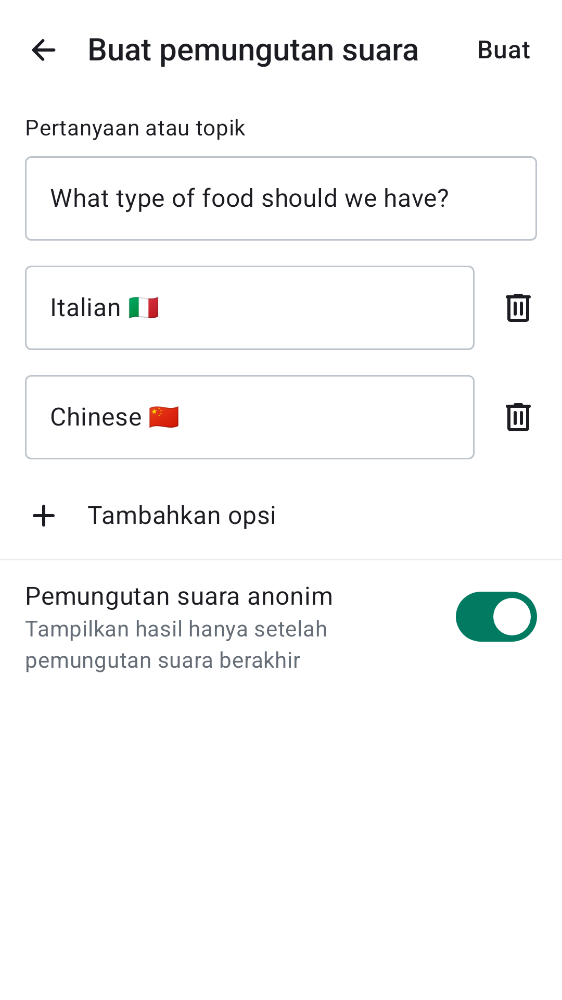 Buat pemungutan suara
Buat
Pertanyaan atau topik
What type of food should we have?
Italian 🇮🇹
Chinese 🇨🇳
Tambahkan opsi
Pemungutan suara anonim
Tampilkan hasil hanya setelah
pemungutan suara berakhir